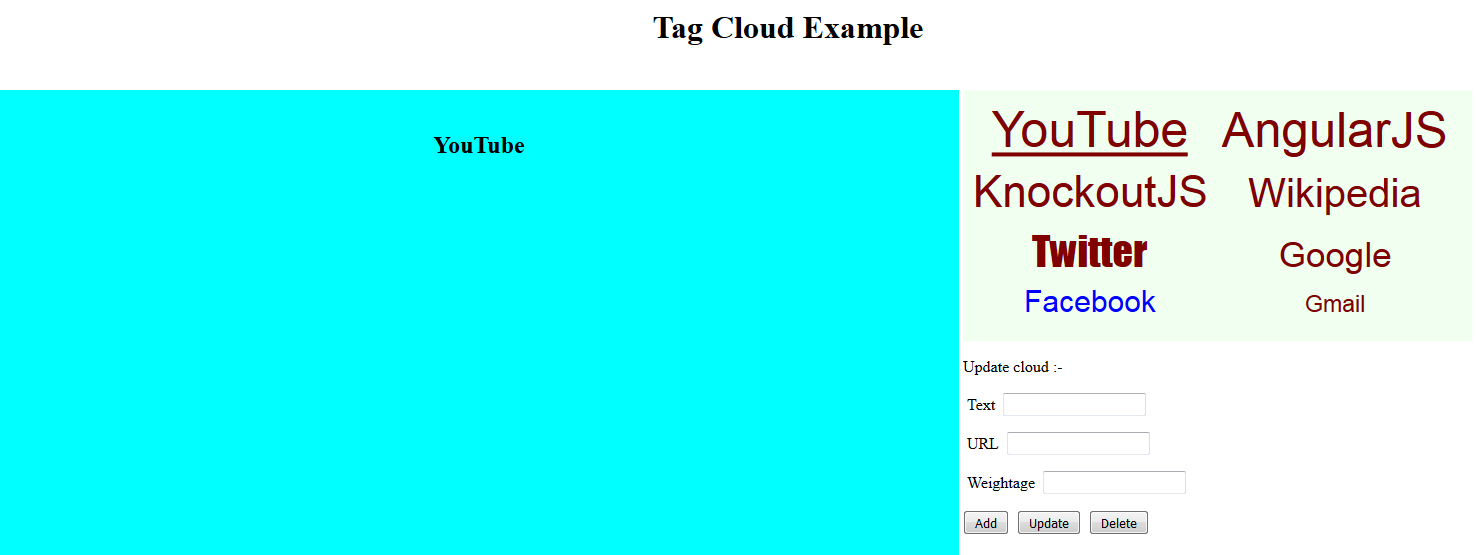 Tag Cloud Example
YouTube
YouTube AngularJS
KnockoutJS Wikipedia
Twitter Google
Facebook Gmail
Update cloud :-
Text
URL
Weightage
Add Update Delete